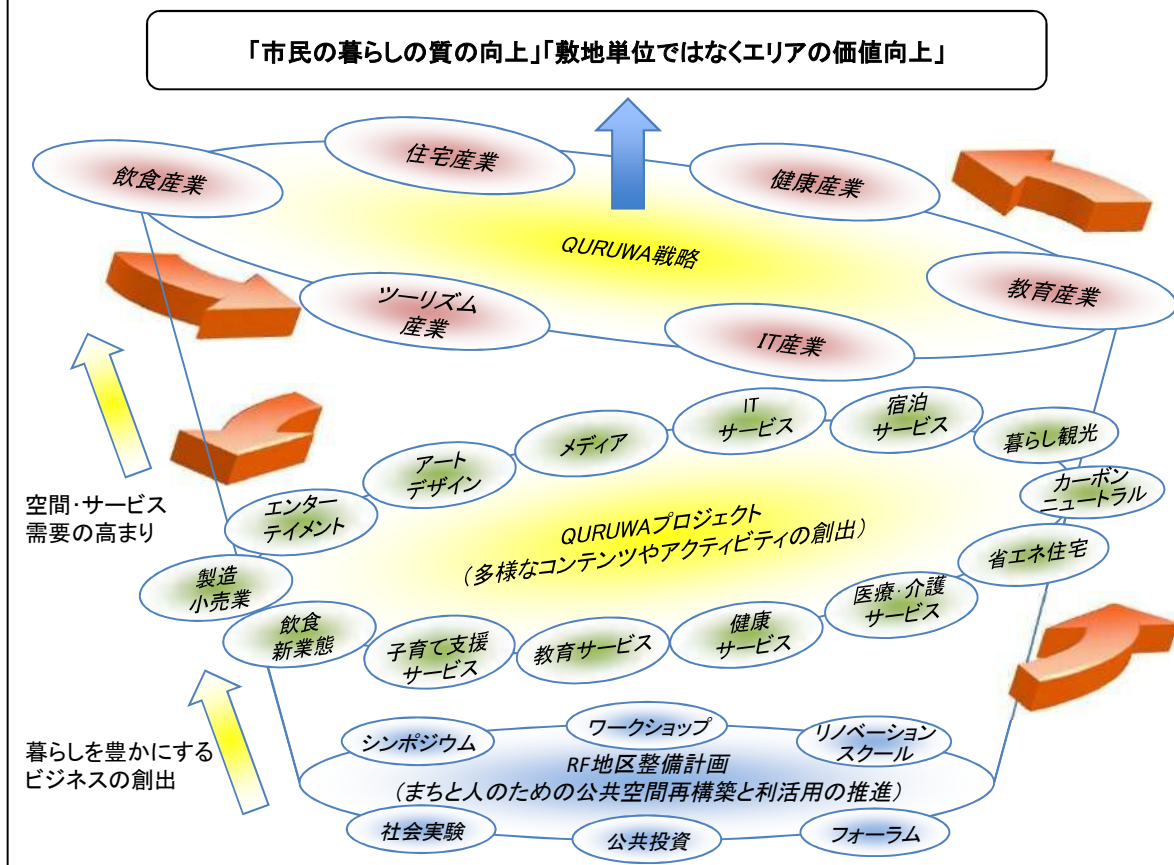 「市民の暮らしの質の向上」「敷地単位ではなくエリアの価値向上」
飲食産業
住宅産業
健康産業
教育産業
QURUWA戦略
ツーリズム
産業
IT産業
空間・サービス
需要の高まり
IT
サービス
宿泊
サービス
暮らし観光
メディア
アート
デザイン
エンター
テイメント
カーボン
ニュートラル
QURUWAプロジェクト
（多様なコンテンツやアクティビティの創出）
省エネ住宅
製造
小売業
飲食
新業態
子育て支援
サービス
教育サービス
健康
サービス
医療・介護
サービス
暮らしを豊かにする
ビジネスの創出
シンポジウム
ワークショップ
リノベーション
スクール
RF地区整備計画
（まちと人のための公共空間再構築と利活用の推進）
社会実験
公共投資
フォーラム